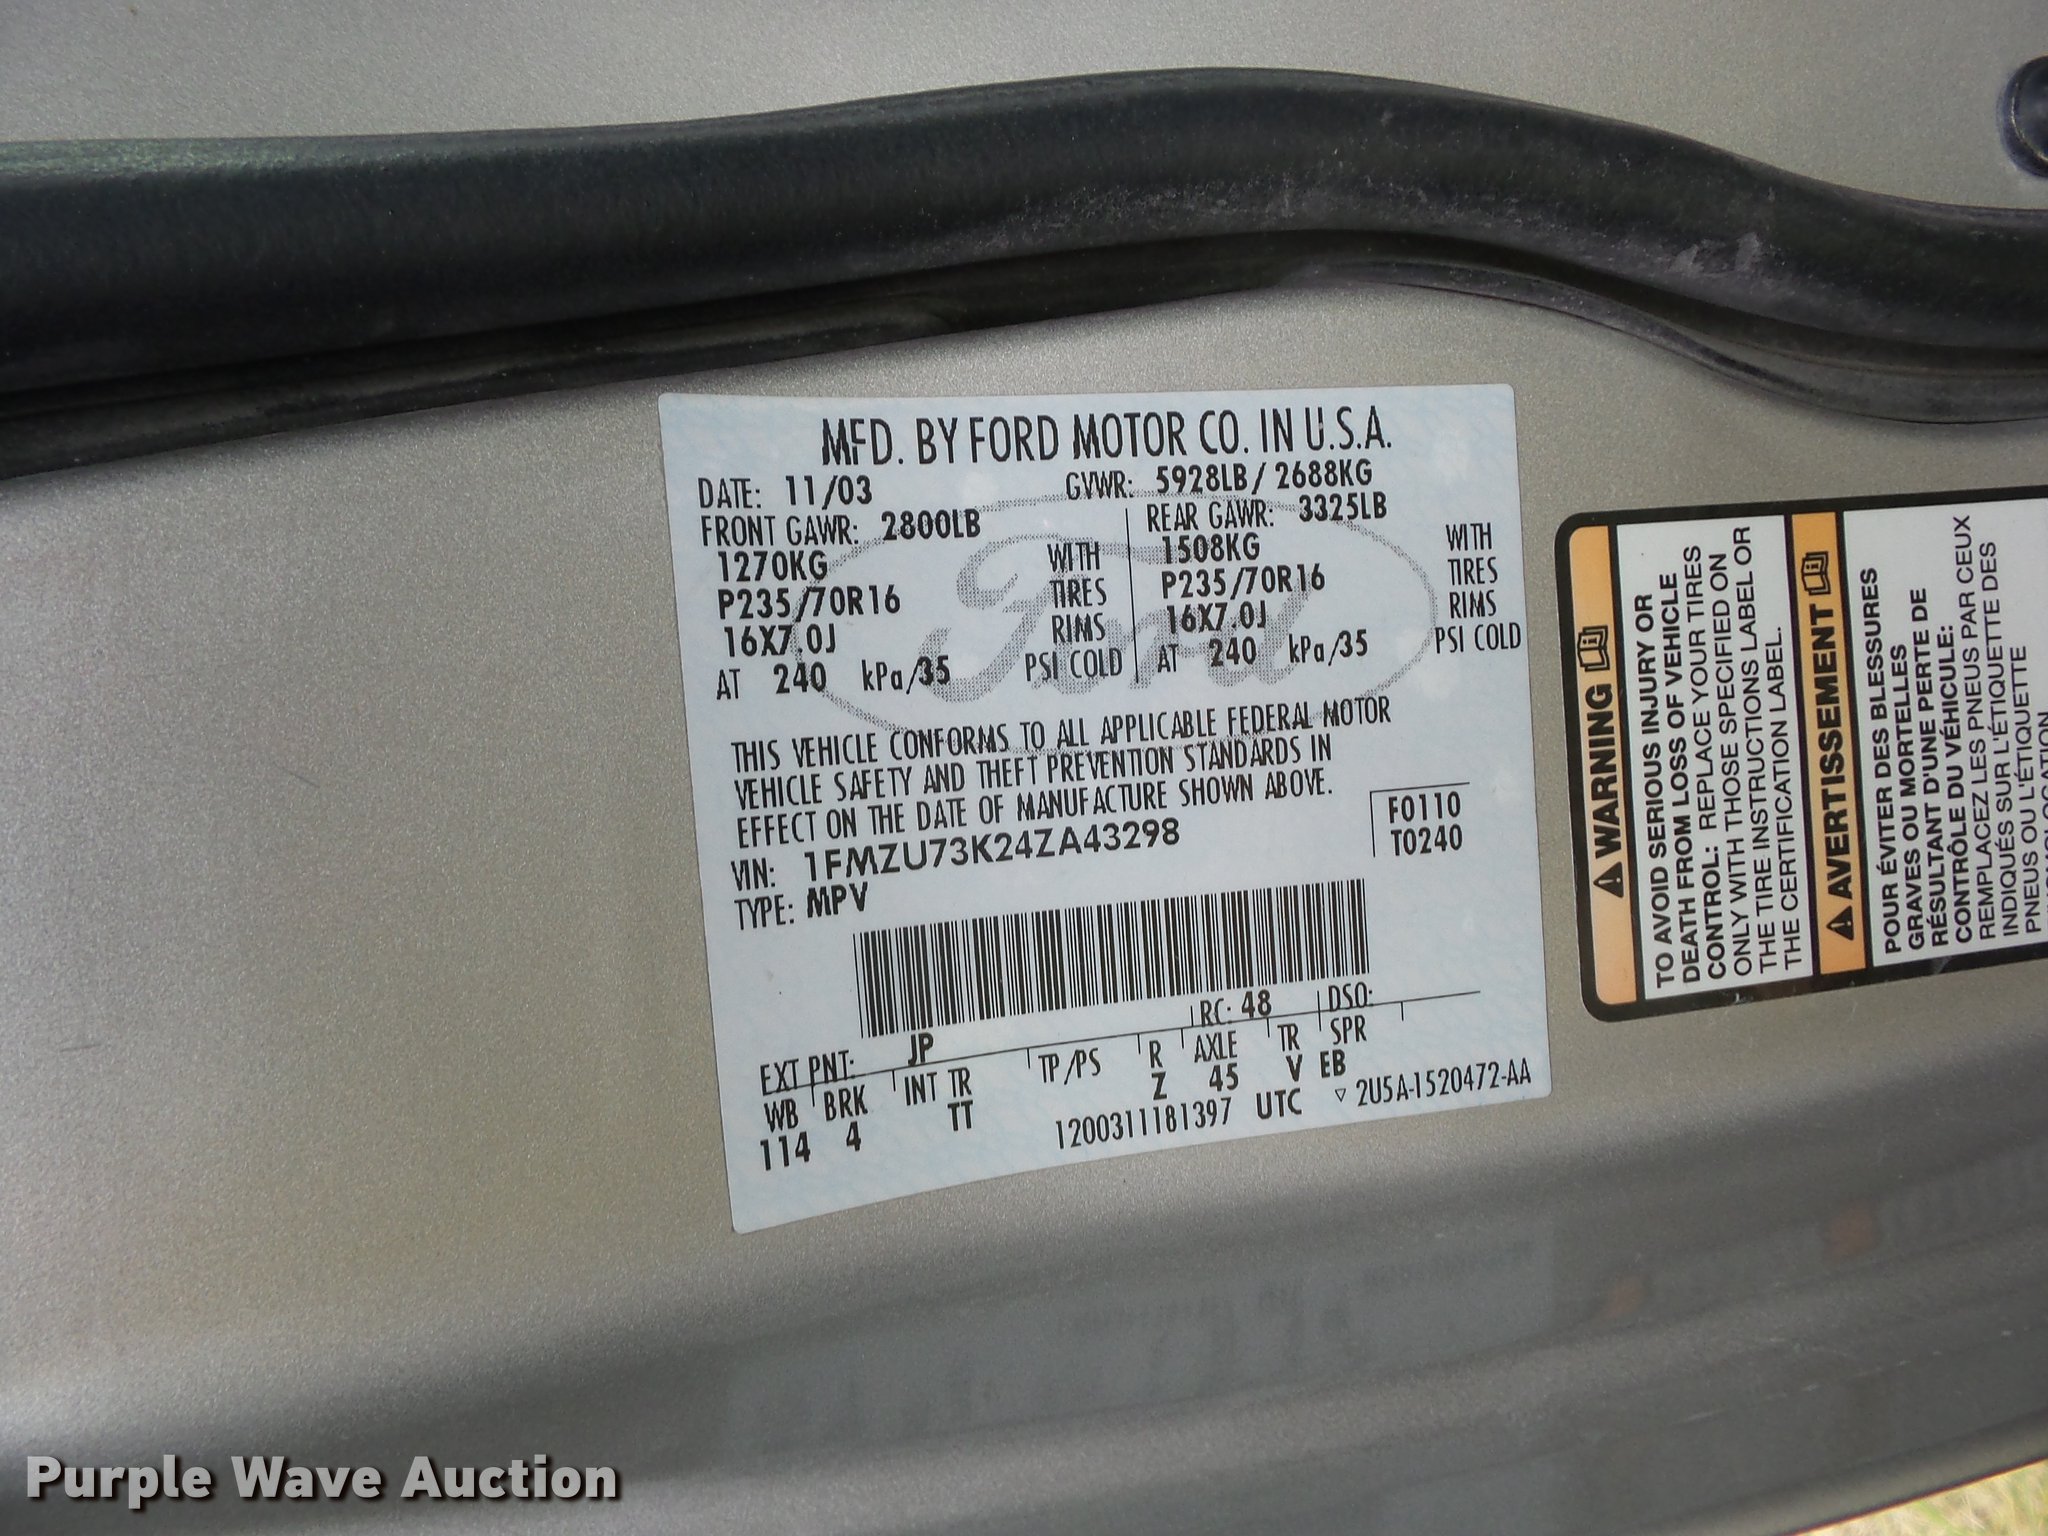 MFD. BY FORD MOTOR CO. IN U.S.A.
DATE: 11/03 GVWR: 5928LB / 2688KG
FRONT GAWR: 2800LB REAR GAWR: 3325LB
1270KG WITH 1508KG WITH
P235/70R16 TIRES P235/70R16 TIRES
16X7.0J RIMS 16X7.0J RIMS
AT 240 kPa/35 PSI COLD AT 240 kPa/35 PSI COLD
Ford
THIS VEHICLE CONFORMS TO ALL APPLICABLE FEDERAL MOTOR
VEHICLE SAFETY AND THEFT PREVENTION STANDARDS IN
EFFECT ON THE DATE OF MANUFACTURE SHOWN ABOVE.
VIN: 1FMZU73K24ZA43298 F0110
TYPE: MPV T0240
EXT PNT: JP RC: 48 DSO:
WB BRK INT TR TP/PS R AXLE TR SPR
114 4 TT Z 45 V EB
1200311181397 UTC 2U5A-1520472-AA
WARNING
TO AVOID SERIOUS INJURY OR
DEATH FROM LOSS OF VEHICLE
CONTROL: REPLACE YOUR TIRES
ONLY WITH THOSE SPECIFIED ON
THE TIRE INSTRUCTIONS LABEL OR
THE CERTIFICATION LABEL.
AVERTISSEMENT
POUR ÉVITER DES BLESSURES
GRAVES OU MORTELLES
RÉSULTANT D'UNE PERTE DE
CONTRÔLE DU VÉHICULE:
REMPLACEZ LES PNEUS PAR CEUX
INDIQUÉS SUR L'ÉTIQUETTE DES
PNEUS OU L'ÉTIQUETTE
Purple Wave Auction